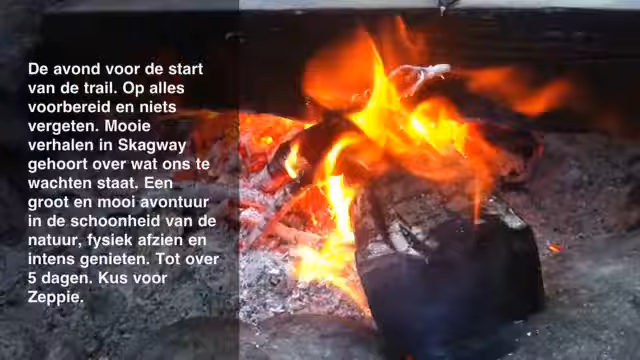 De avond voor de start
van de trail. Op alles
voorbereid en niets
vergeten. Mooie
verhalen in Skagway
gehoort over wat ons te
wachten staat. Een
groot en mooi avontuur
in de schoonheid van de
natuur, fysiek afzien en
intens genieten. Tot over
5 dagen. Kus voor
Zeppie.